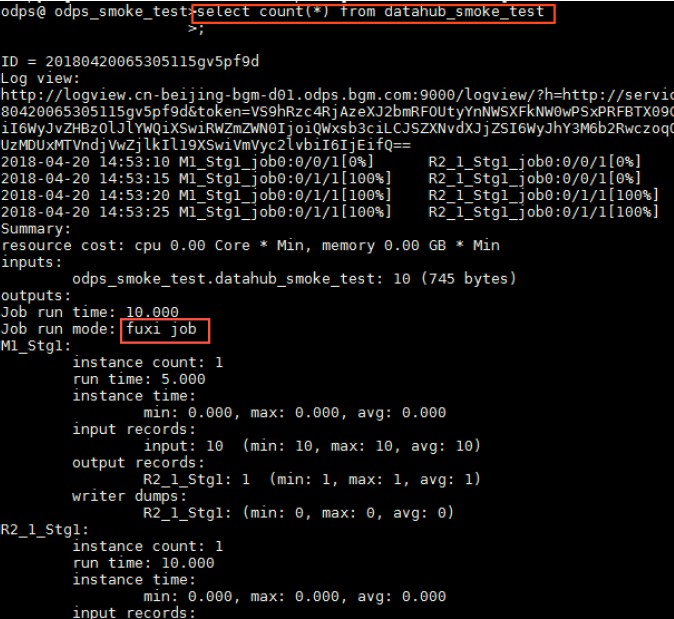 odps@ odps_smoke_test>select count(*) from datahub_smoke_test
>;
ID = 20180420065305115gv5pf9d
Log view:
http://logview.cn-beijing-bgm-d01.odps.bgm.com:9000/logview/?h=http://servic
80420065305115gv5pf9d&token=VS9hRzc4RjAzeXJ2bmRFOUtyYnNWSXFkNW0wPSxPRFBTX09C
iI6WyJvZHBzOlJlYWQiXSwiRWZmZWN0IjoiQWxsb3ciLCJSZXNvdXJjZSI6WyJhY3M6b2Rwczoq0
UzMDUxMTVndjVwZjlkIl19XSwiVmVyc2lvbiI6IjEifQ==
2018-04-20 14:53:10 M1_Stg1_job0:0/0/1[0%] R2_1_Stg1_job0:0/0/1[0%]
2018-04-20 14:53:15 M1_Stg1_job0:0/1/1[100%] R2_1_Stg1_job0:0/0/1[0%]
2018-04-20 14:53:20 M1_Stg1_job0:0/1/1[100%] R2_1_Stg1_job0:0/1/1[100%]
2018-04-20 14:53:25 M1_Stg1_job0:0/1/1[100%] R2_1_Stg1_job0:0/1/1[100%]
Summary:
resource cost: cpu 0.00 Core * Min, memory 0.00 GB * Min
inputs:
odps_smoke_test.datahub_smoke_test: 10 (745 bytes)
outputs:
Job run time: 10.000
Job run mode: fuxi job
M1_Stg1:
instance count: 1
run time: 5.000
instance time:
min: 0.000, max: 0.000, avg: 0.000
input records:
input: 10 (min: 10, max: 10, avg: 10)
output records:
R2_1_Stg1: 1 (min: 1, max: 1, avg: 1)
writer dumps:
R2_1_Stg1: (min: 0, max: 0, avg: 0)
R2_1_Stg1:
instance count: 1
run time: 10.000
instance time:
min: 0.000, max: 0.000, avg: 0.000
input records: